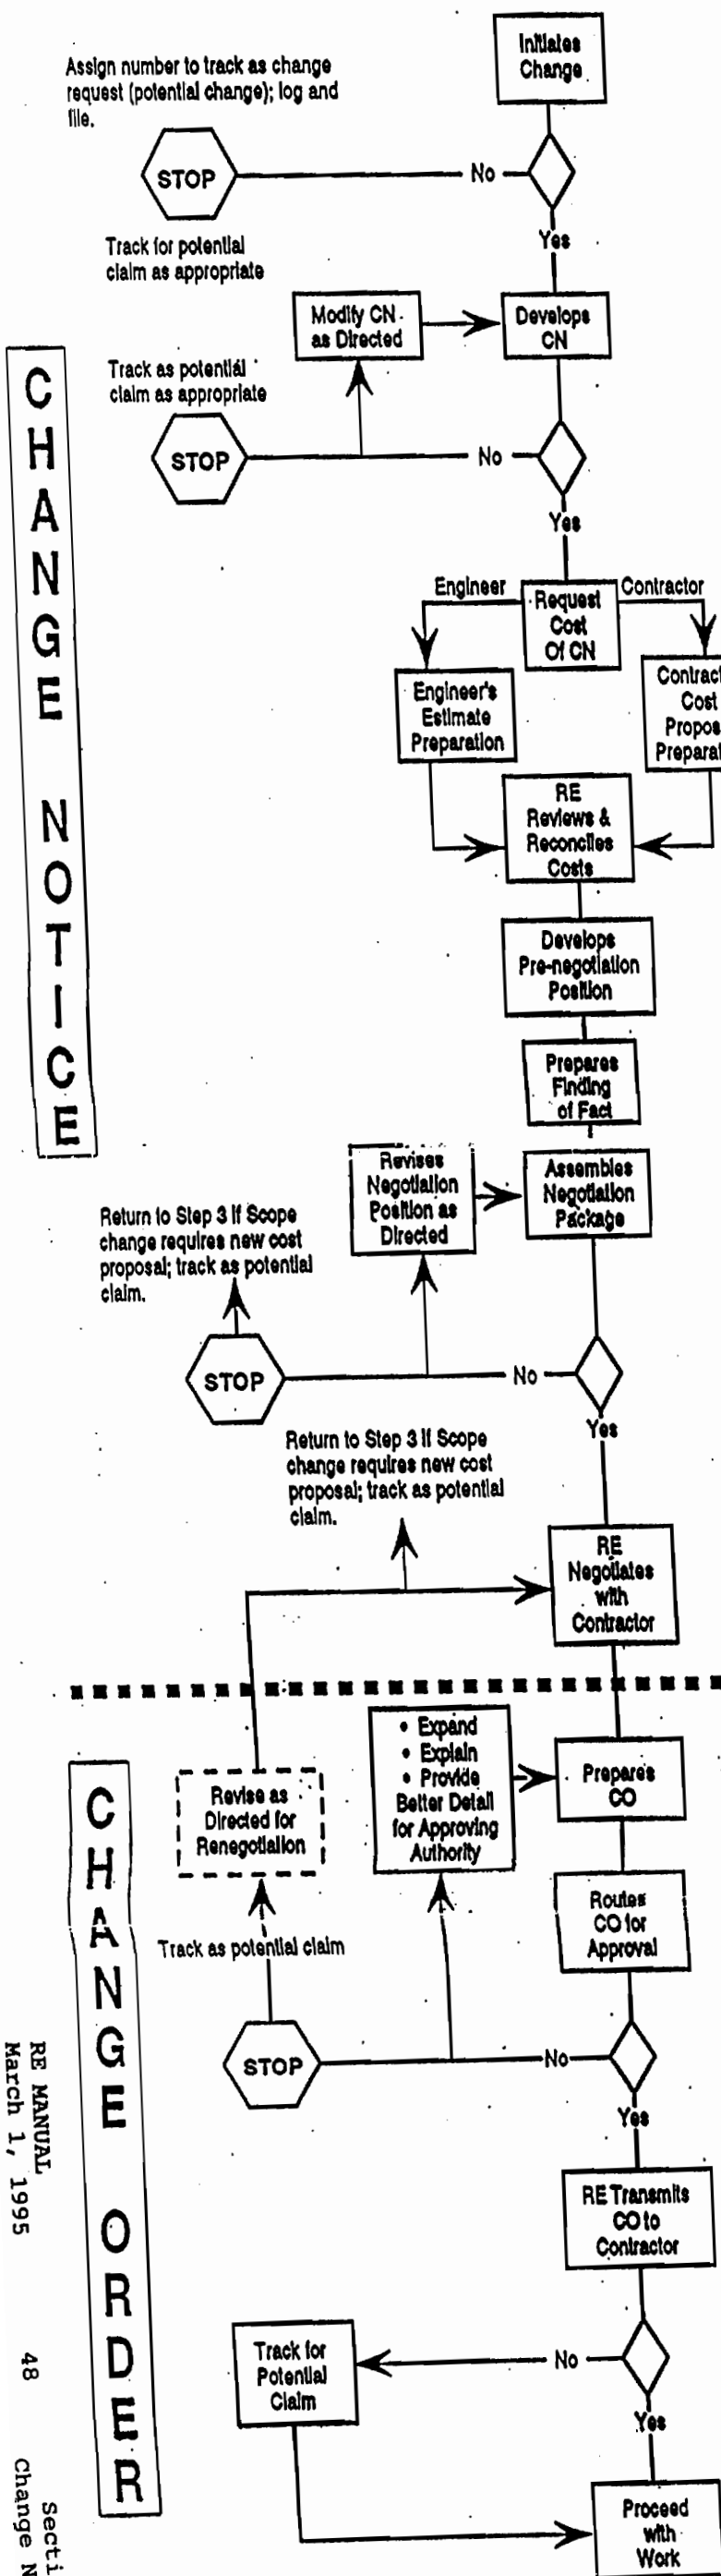 Initiates
Change
Assign number to track as change
request (potential change); log and
file.
STOP
No
Yes
Track for potential
claim as appropriate
Modify CN
as Directed
Develops
CN
Track as potential
claim as appropriate
STOP
No
Yes
CHANGE NOTICE
Engineer
Request
Cost
Of CN
Contractor
Engineer's
Estimate
Preparation
Cost
RE
Reviews &
Reconciles
Costs
Develops
Pre-negotiation
Position
Prepares
Finding
of Fact
Revises
Negotiation
Position as
Directed
Assembles
Negotiation
Package
Return to Step 3 if Scope
change requires new cost
proposal; track as potential
claim.
STOP
No
Yes
Return to Step 3 if Scope
change requires new cost
proposal; track as potential
claim.
RE
Negotiates
with
Contractor
CHANGE ORDER
• Expand
• Explain
• Provide
Better Detail
for Approving
Authority
Prepares
CO
Revise as
Directed for
Renegotiation
Routes
CO for
Approval
Track as potential claim
STOP
No
Yes
RE Transmits
CO to
Contractor
Track for
Potential
Claim
No
Yes
Proceed
with
Work
RE MANUAL
March 1, 1995
48
Change